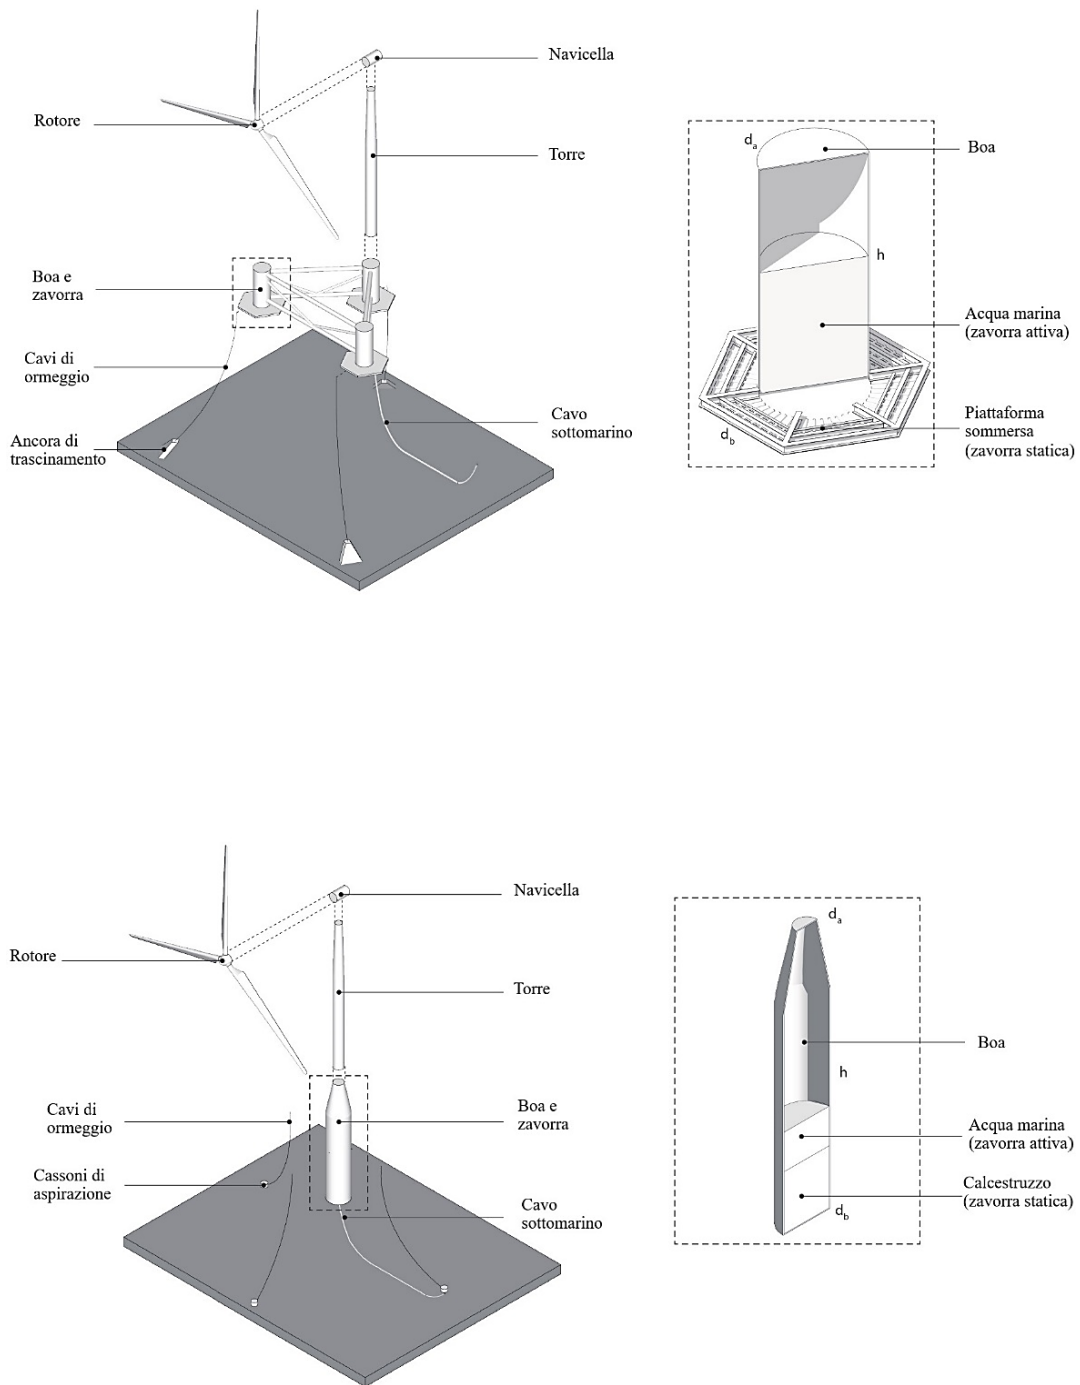 Navicella
Rotore
Torre
Boa e
zavorra
Cavi di
ormeggio
Ancora di
trascinamento
Cavo
sottomarino
da
Boa
h
Acqua marina
(zavorra attiva)
Piattaforma
sommersa
(zavorra statica)
db
Navicella
Rotore
Torre
Cavi di
ormeggio
Boa e
zavorra
Cassoni di
aspirazione
Cavo
sottomarino
da
Boa
h
Acqua marina
(zavorra attiva)
Calcestruzzo
(zavorra statica)
db